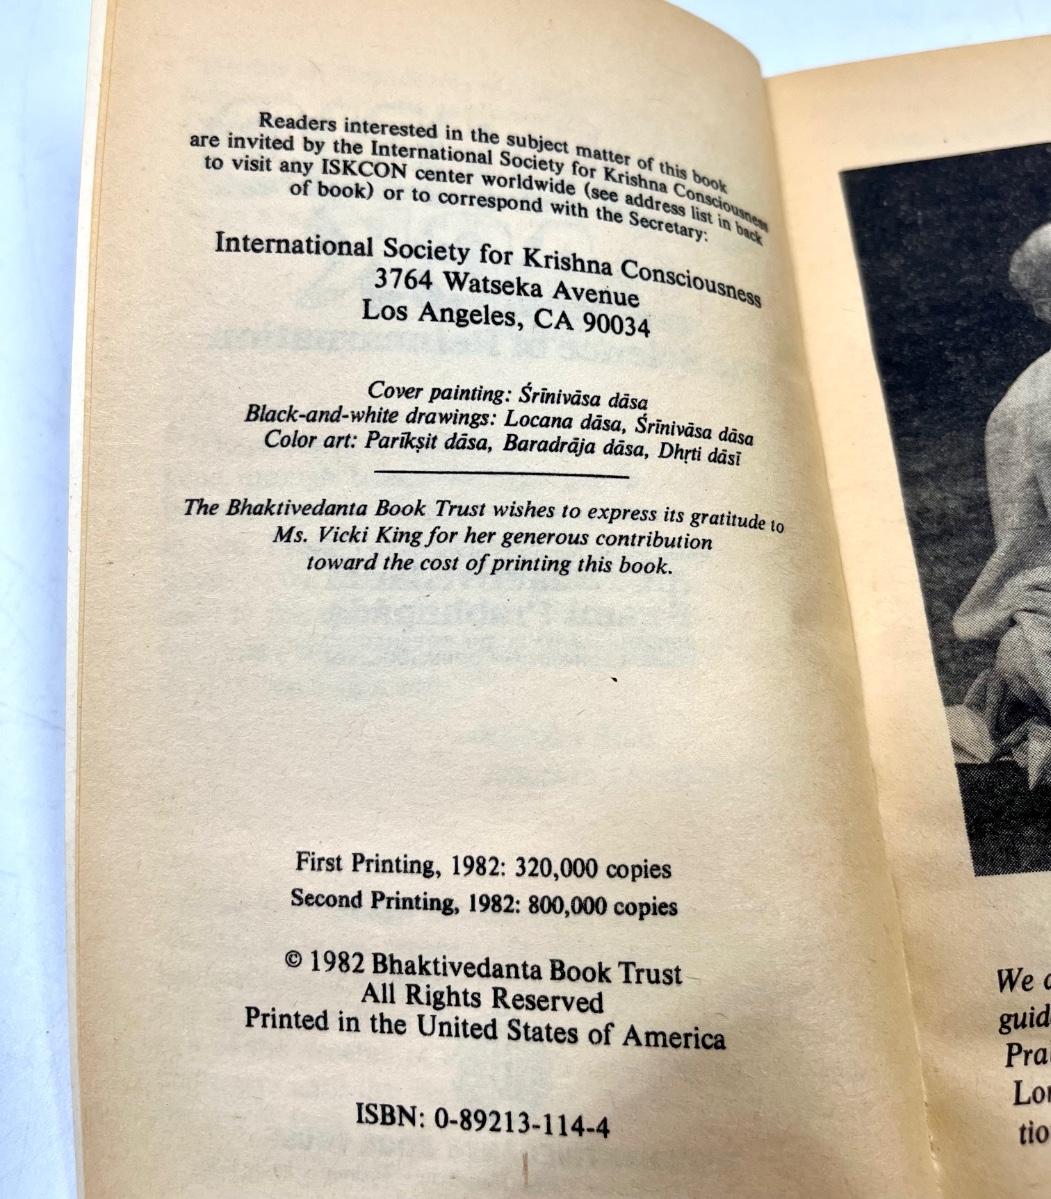 Readers interested in the subject matter of this book
are invited by the International Society for Krishna Consciousness
to visit any ISKCON center worldwide (see address list in back
of book) or to correspond with the Secretary:
International Society for Krishna Consciousness
3764 Watseka Avenue
Los Angeles, CA 90034
Cover painting: Śrīnivāsa dāsa
Black-and-white drawings: Locana dāsa, Śrīnivāsa dāsa
Color art: Parīkṣit dāsa, Baradrāja dāsa, Dhṛti dāsī
The Bhaktivedanta Book Trust wishes to express its gratitude to
Ms. Vicki King for her generous contribution
toward the cost of printing this book.
First Printing, 1982: 320,000 copies
Second Printing, 1982: 800,000 copies
© 1982 Bhaktivedanta Book Trust
All Rights Reserved
Printed in the United States of America
ISBN: 0-89213-114-4
We